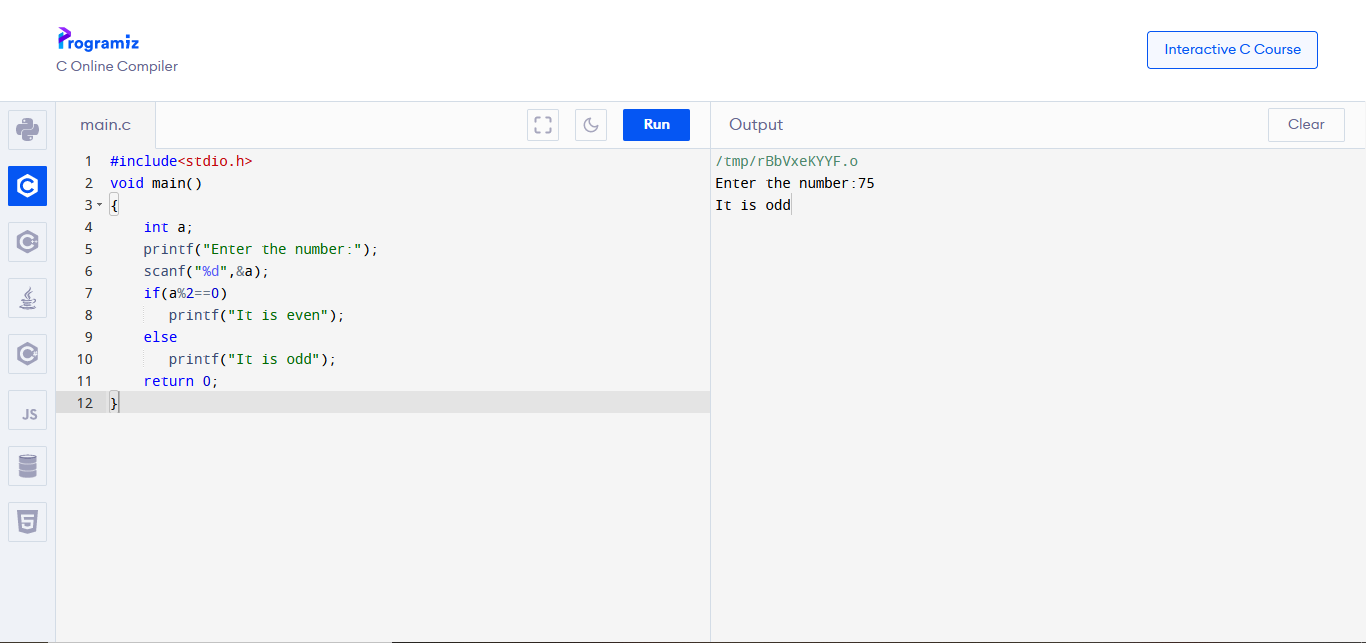 Programiz
C Online Compiler
Interactive C Course
main.c
Run
Output
Clear
1 #include<stdio.h>
2 void main()
3 {
4 int a;
5 printf("Enter the number:");
6 scanf("%d",&a);
7 if(a%2==0)
8 printf("It is even");
9 else
10 printf("It is odd");
11 return 0;
12 }
/tmp/rBbVxeKYYF.o
Enter the number:75
It is odd
C
C
C
JS
5